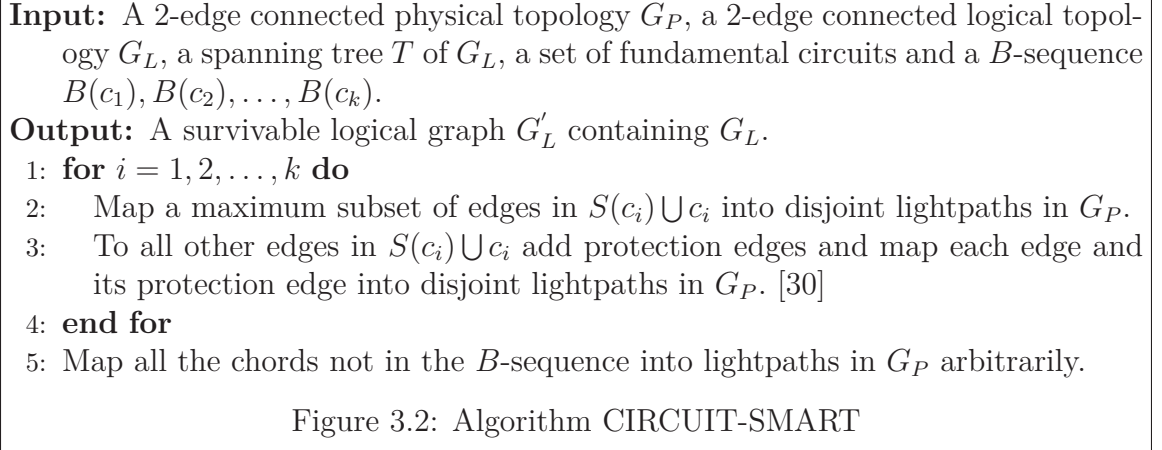 Input: A 2-edge connected physical topology $G_P$, a 2-edge connected logical topol-
ogy $G_L$, a spanning tree $T$ of $G_L$, a set of fundamental circuits and a $B$-sequence
$B(c_1), B(c_2), \ldots, B(c_k)$.
Output: A survivable logical graph $G_L'$ containing $G_L$.
1: for $i = 1, 2, \ldots, k$ do
2: Map a maximum subset of edges in $S(c_i) \bigcup c_i$ into disjoint lightpaths in $G_P$.
3: To all other edges in $S(c_i) \bigcup c_i$ add protection edges and map each edge and
its protection edge into disjoint lightpaths in $G_P$. [30]
4: end for
5: Map all the chords not in the $B$-sequence into lightpaths in $G_P$ arbitrarily.
Figure 3.2: Algorithm CIRCUIT-SMART